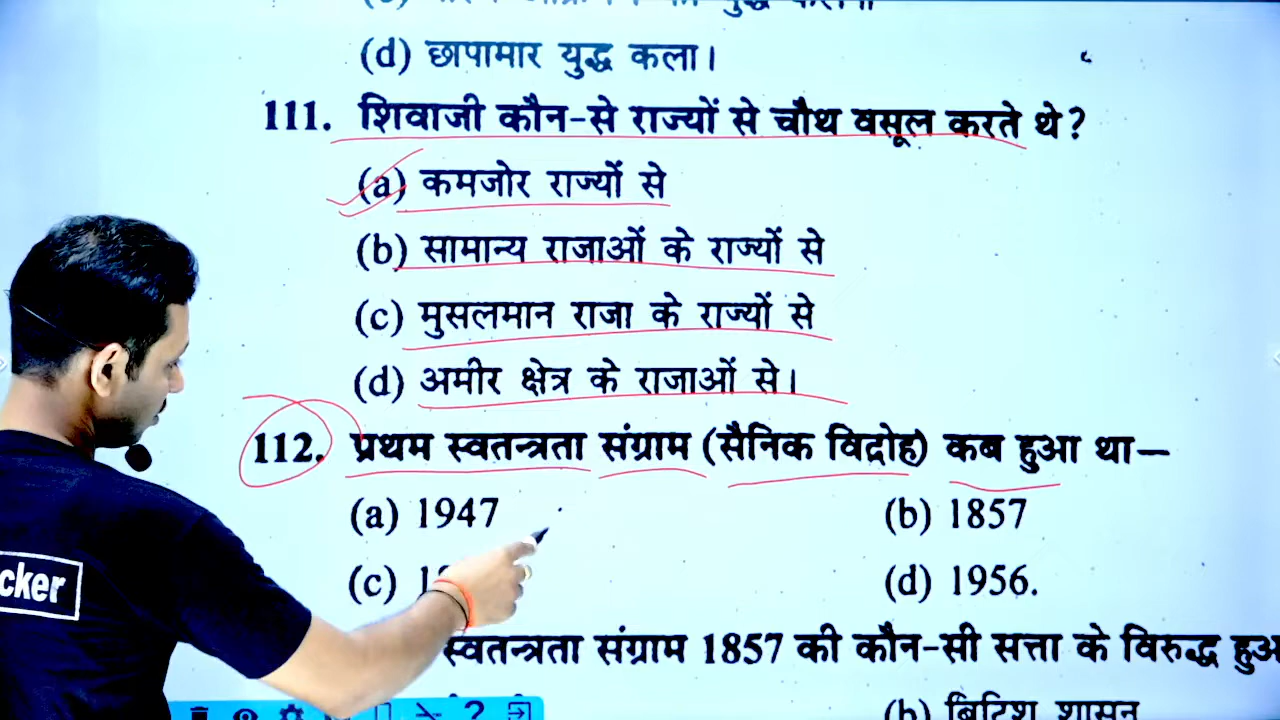 (d) छापामार युद्ध कला।
111. शिवाजी कौन-से राज्यों से चौथ वसूल करते थे?
(a) कमजोर राज्यों से
(b) सामान्य राजाओं के राज्यों से
(c) मुसलमान राजा के राज्यों से
(d) अमीर क्षेत्र के राजाओं से।
112. प्रथम स्वतन्त्रता संग्राम (सैनिक विद्रोह) कब हुआ था—
(a) 1947 (b) 1857
(c) (d) 1956.
स्वतन्त्रता संग्राम 1857 की कौन-सी सत्ता के विरुद्ध
(b) ब्रिटिश शासन
cker